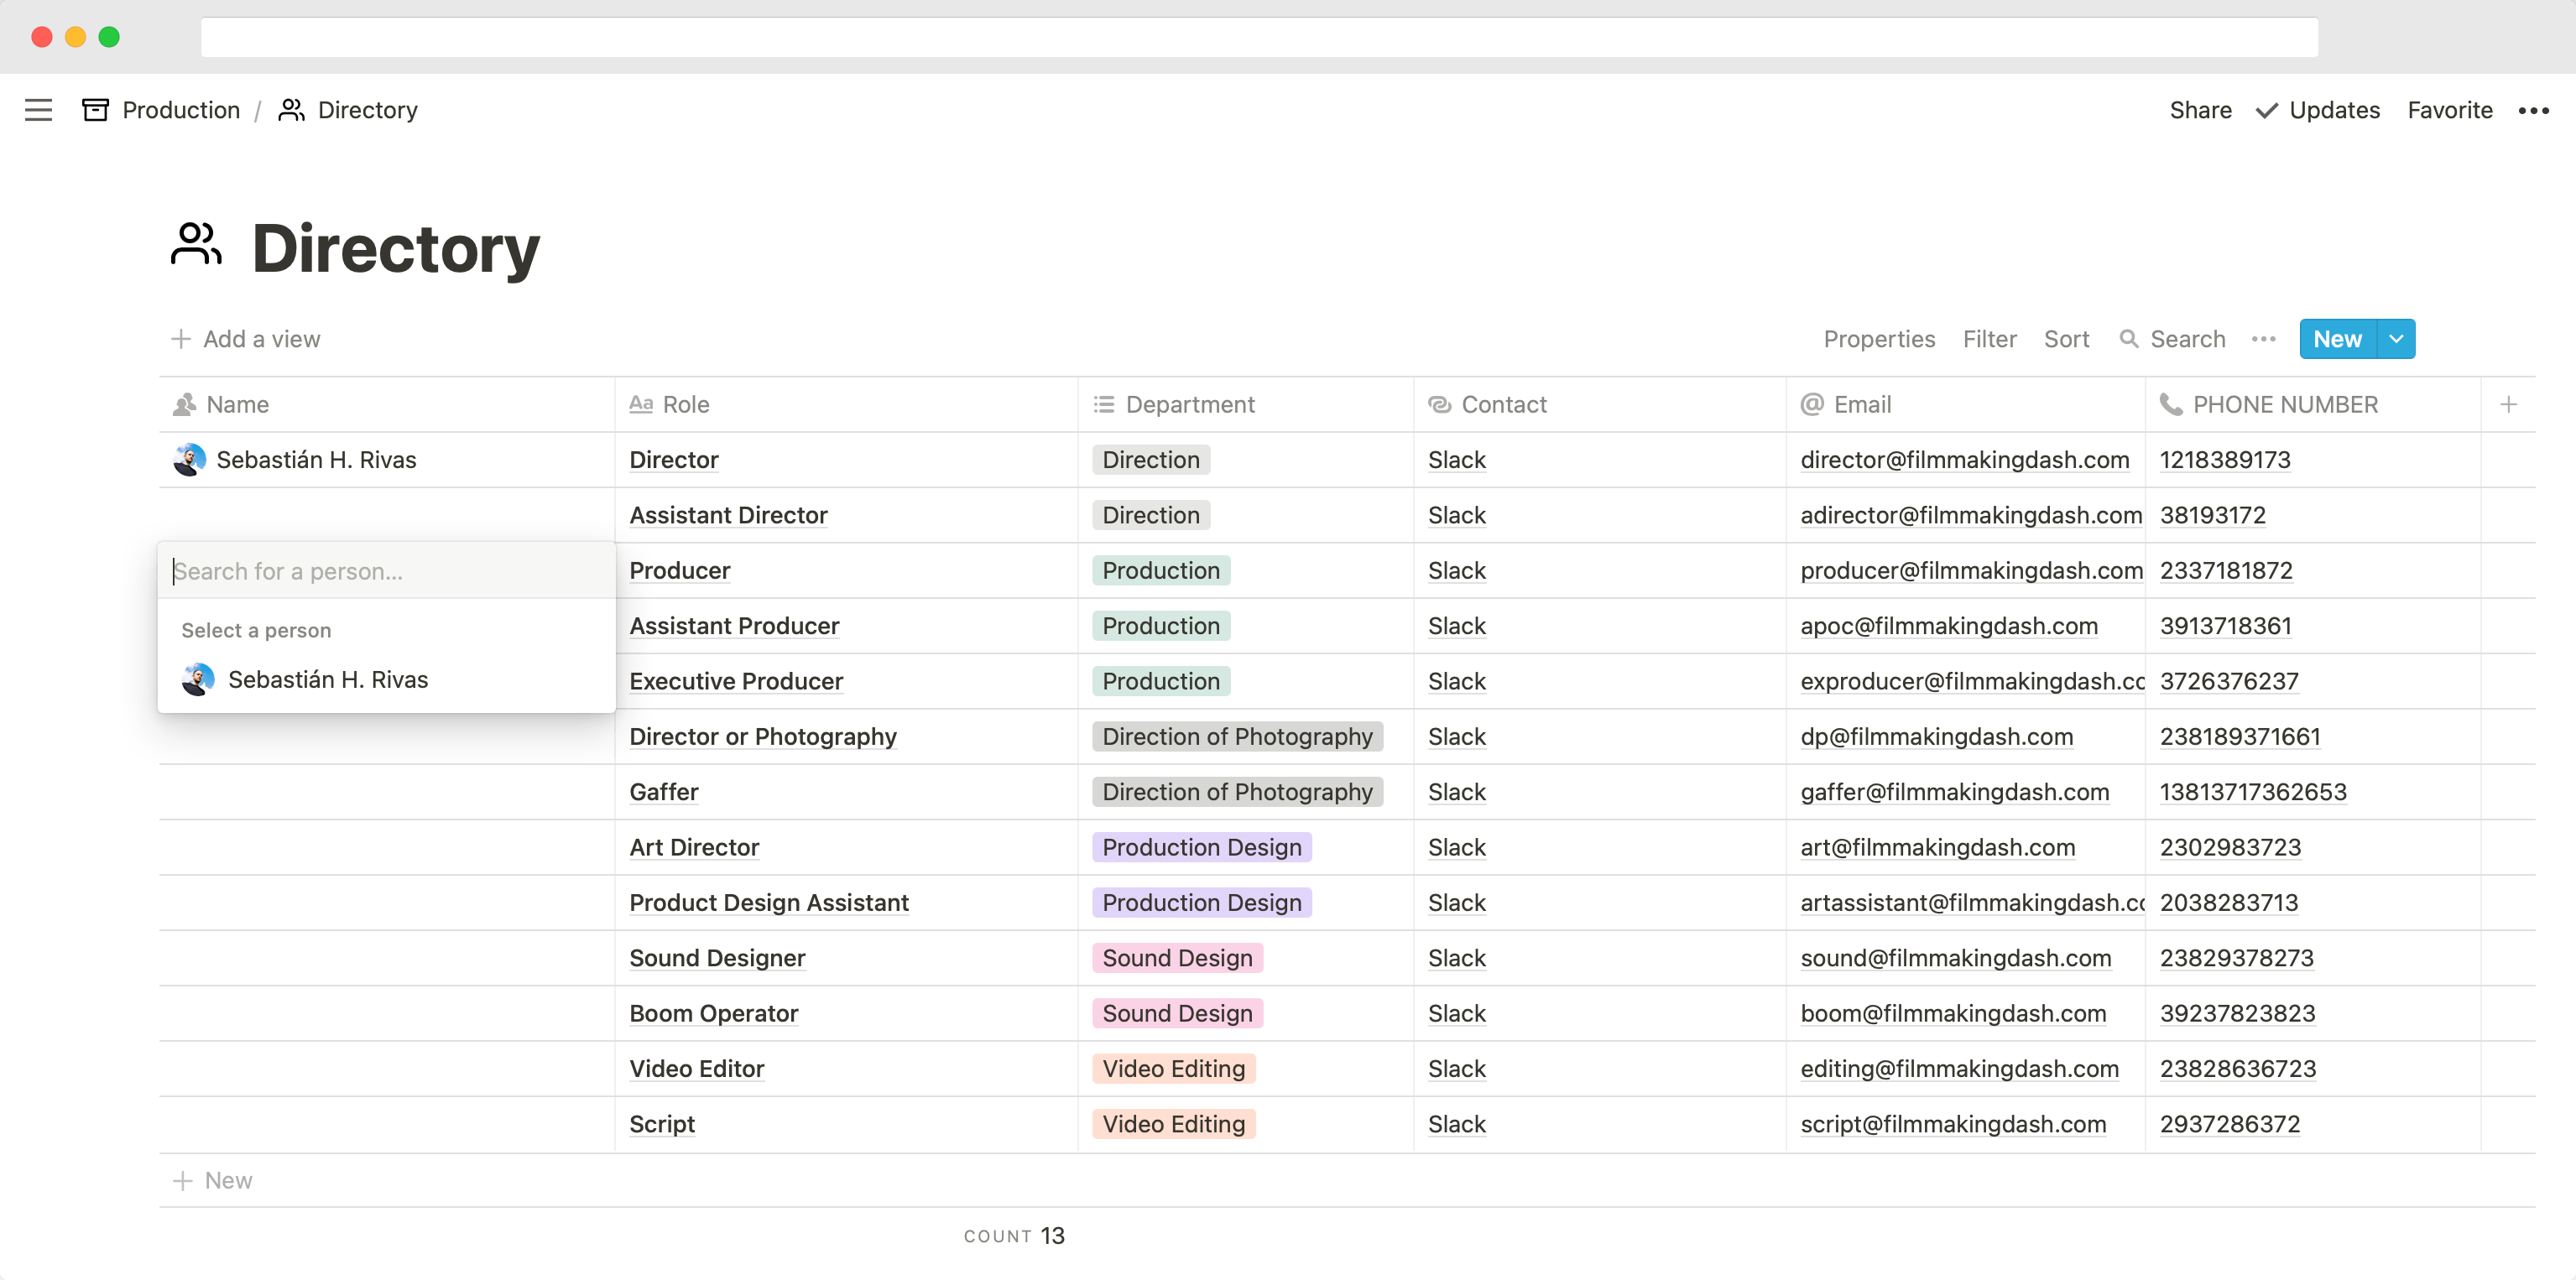 Production / Directory Share Updates Favorite
Directory
Add a view Properties Filter Sort Search New
Name Aa Role Department Contact @ Email PHONE NUMBER
Sebastián H. Rivas Director Direction Slack director@filmmakingdash.com 1218389173
Assistant Director Direction Slack adirector@filmmakingdash.com 38193172
Search for a person... Producer Production Slack producer@filmmakingdash.com 2337181872
Select a person Assistant Producer Production Slack apoc@filmmakingdash.com 3913718361
Sebastián H. Rivas Executive Producer Production Slack exproducer@filmmakingdash.co 3726376237
Director or Photography Direction of Photography Slack dp@filmmakingdash.com 238189371661
Gaffer Direction of Photography Slack gaffer@filmmakingdash.com 13813717362653
Art Director Production Design Slack art@filmmakingdash.com 2302983723
Product Design Assistant Production Design Slack artassistant@filmmakingdash.co 2038283713
Sound Designer Sound Design Slack sound@filmmakingdash.com 23829378273
Boom Operator Sound Design Slack boom@filmmakingdash.com 39237823823
Video Editor Video Editing Slack editing@filmmakingdash.com 23828636723
Script Video Editing Slack script@filmmakingdash.com 2937286372
New
COUNT 13